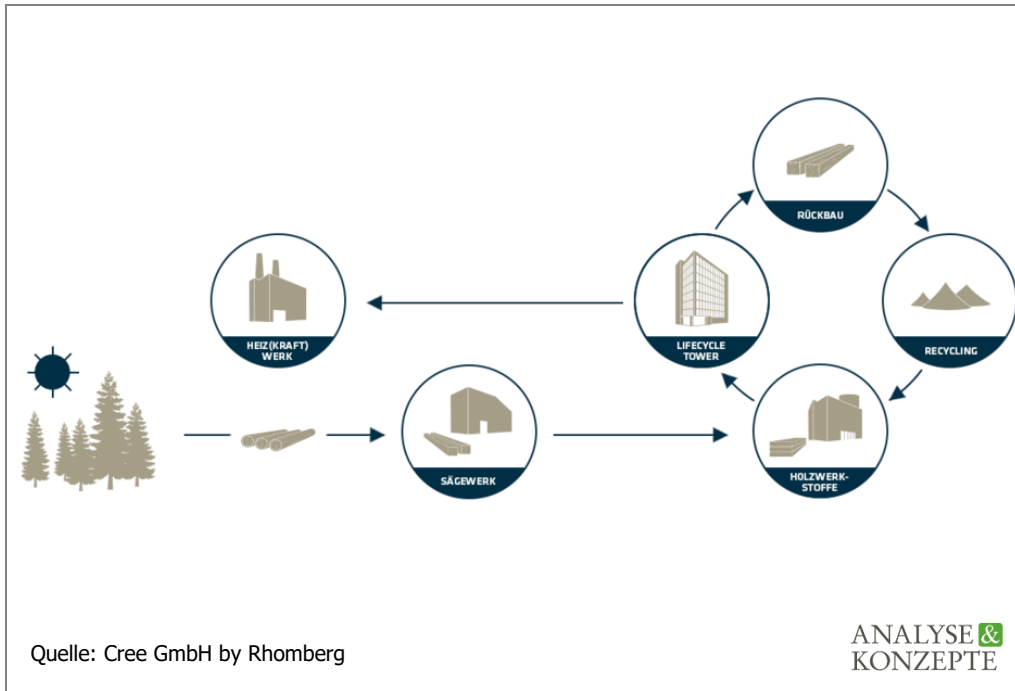 RÜCKBAU
HEIZ(KRAFT)
WERK
LIFECYCLE
TOWER
RECYCLING
SÄGEWERK
HOLZWERK-
STOFFE
Quelle: Cree GmbH by Rhomberg
ANALYSE &
KONZEPTE